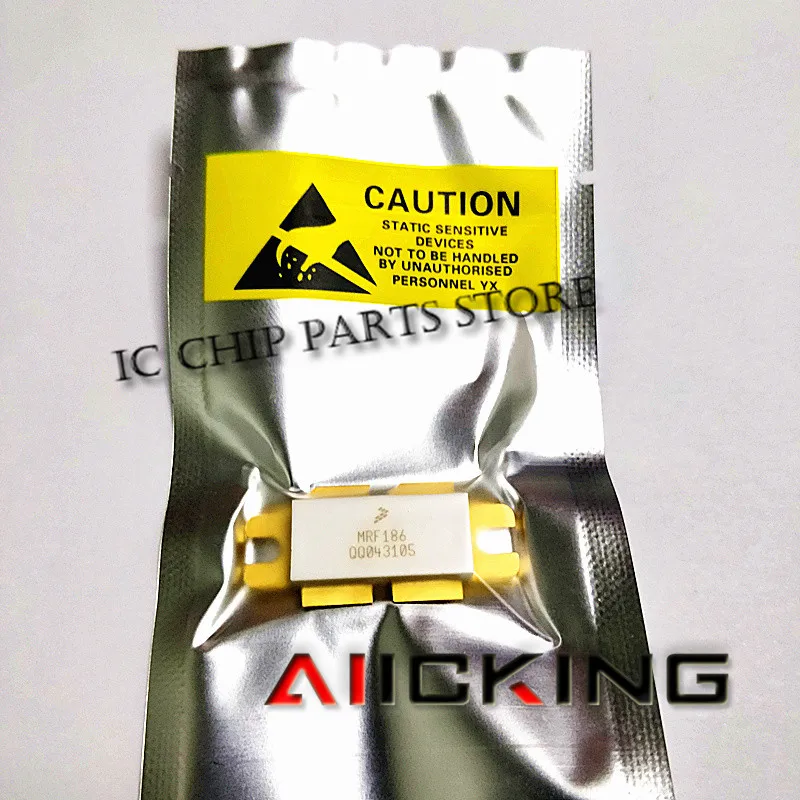 CAUTION
STATIC SENSITIVE
DEVICES
NOT TO BE HANDLED
BY UNAUTHORISED
PERSONNEL YX
IC CHIP PARTS STORE
MRF186
QQ043105
AIICKING